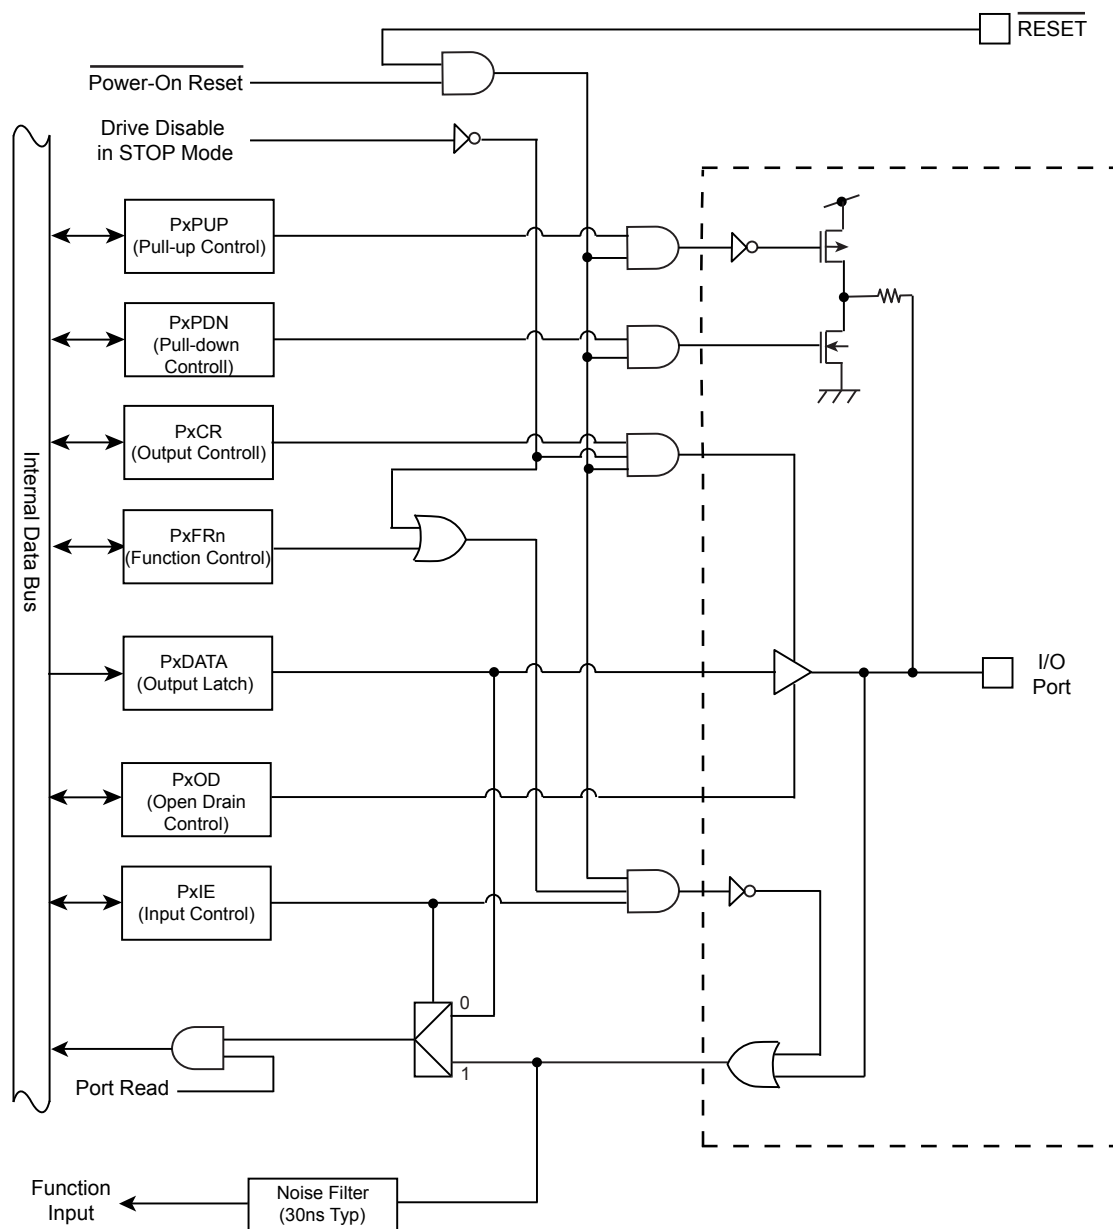 RESET
Power-On Reset
Drive Disable
in STOP Mode
PxPUP
(Pull-up Control)
PxPDN
(Pull-down
Controll)
PxCR
(Output Controll)
Internal Data Bus
PxFRn
(Function Control)
PxDATA
(Output Latch)
I/O
Port
PxOD
(Open Drain
Control)
PxIE
(Input Control)
0
1
Port Read
Function
Input
Noise Filter
(30ns Typ)